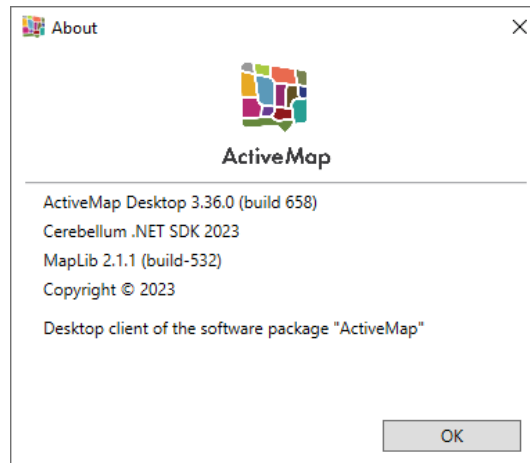 About
ActiveMap
ActiveMap Desktop 3.36.0 (build 658)
Cerebellum .NET SDK 2023
MapLib 2.1.1 (build-532)
Copyright © 2023
Desktop client of the software package "ActiveMap"
OK